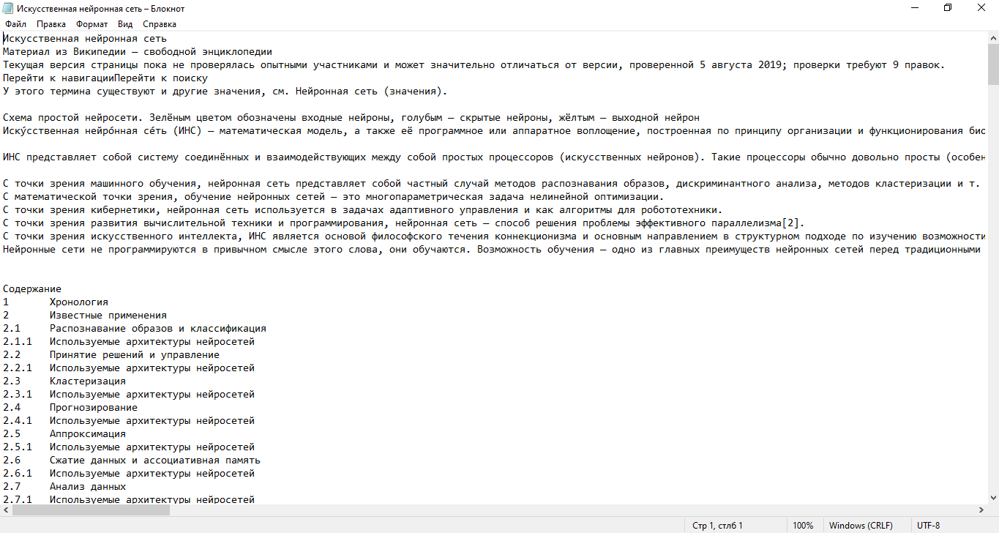 Искусственная нейронная сеть – Блокнот
Файл Правка Формат Вид Справка
Искусственная нейронная сеть
Материал из Википедии — свободной энциклопедии
Текущая версия страницы пока не проверялась опытными участниками и может значительно отличаться от версии, проверенной 5 августа 2019; проверки требуют 9 правок.
Перейти к навигацииПерейти к поиску
У этого термина существуют и другие значения, см. Нейронная сеть (значения).
Схема простой нейросети. Зелёным цветом обозначены входные нейроны, голубым — скрытые нейроны, жёлтым — выходной нейрон
Иску́сственная нейро́нная се́ть (ИНС) — математическая модель, а также её программное или аппаратное воплощение, построенная по принципу организации и функционирования био
ИНС представляет собой систему соединённых и взаимодействующих между собой простых процессоров (искусственных нейронов). Такие процессоры обычно довольно просты (особен
С точки зрения машинного обучения, нейронная сеть представляет собой частный случай методов распознавания образов, дискриминантного анализа, методов кластеризации и т.
С математической точки зрения, обучение нейронных сетей — это многопараметрическая задача нелинейной оптимизации.
С точки зрения кибернетики, нейронная сеть используется в задачах адаптивного управления и как алгоритмы для робототехники.
С точки зрения развития вычислительной техники и программирования, нейронная сеть — способ решения проблемы эффективного параллелизма[2].
С точки зрения искусственного интеллекта, ИНС является основой философского течения коннекционизма и основным направлением в структурном подходе по изучению возможности
Нейронные сети не программируются в привычном смысле этого слова, они обучаются. Возможность обучения — одно из главных преимуществ нейронных сетей перед традиционными
Содержание
1 Хронология
2 Известные применения
2.1 Распознавание образов и классификация
2.1.1 Используемые архитектуры нейросетей
2.2 Принятие решений и управление
2.2.1 Используемые архитектуры нейросетей
2.3 Кластеризация
2.3.1 Используемые архитектуры нейросетей
2.4 Прогнозирование
2.4.1 Используемые архитектуры нейросетей
2.5 Аппроксимация
2.5.1 Используемые архитектуры нейросетей
2.6 Сжатие данных и ассоциативная память
2.6.1 Используемые архитектуры нейросетей
2.7 Анализ данных
2.7.1 Используемые архитектуры нейросетей
Стр 1, стлб 1 100% Windows (CRLF) UTF-8